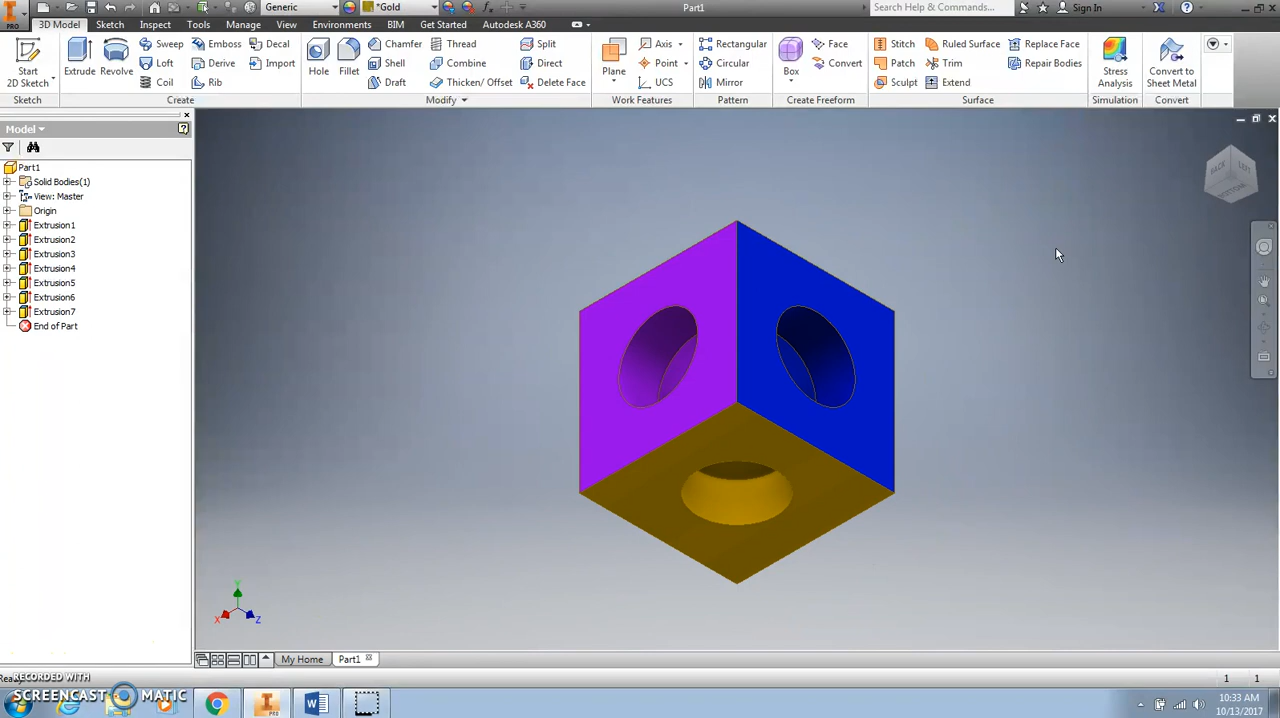 PRO
Generic
*Gold
Part1
Search Help & Commands...
Sign In
3D Model Sketch Inspect Tools Manage Environments BIM Get Started Autodesk A360
Start
2D Sketch
Sketch
Extrude Revolve
Sweep Emboss Decal
Loft Derive Import
Coil Rib
Create
Hole Fillet
Chamfer Thread Split
Shell Combine Direct
Draft Thicken/ Offset Delete Face
Modify
Plane
Axis
Point
UCS
Work Features
Rectangular
Circular
Mirror
Pattern
Box
Face
Convert
Create Freeform
Stitch Ruled Surface Replace Face
Patch Trim Repair Bodies
Sculpt Extend
Surface
Stress
Analysis
Simulation
Convert to
Sheet Metal
Convert
Model
Part1
Solid Bodies(1)
View: Master
Origin
Extrusion1
Extrusion2
Extrusion3
Extrusion4
Extrusion5
Extrusion6
Extrusion7
End of Part
BACK LEFT
BOTTOM
Y
X Z
My Home Part1
Ready
1 1
RECORDED WITH
SCREENCAST MATIC
PRO
W
10:33 AM
10/13/2017